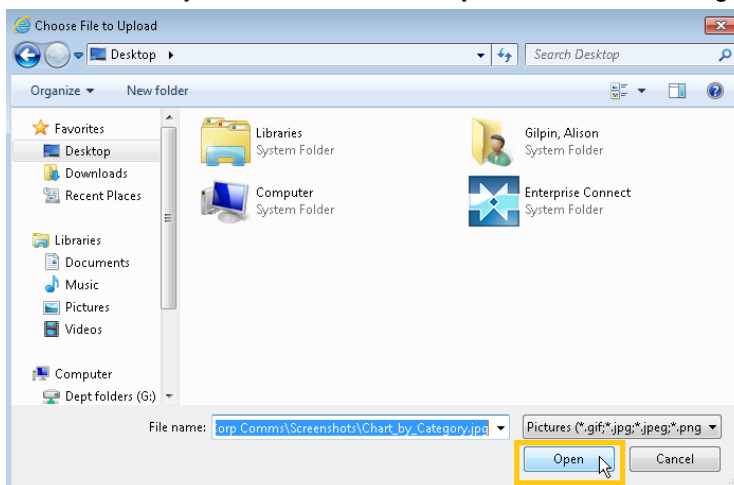 Choose File to Upload
Desktop
Search Desktop
Organize New folder
Favorites
Desktop
Downloads
Recent Places
Libraries
Documents
Music
Pictures
Videos
Computer
Dept folders (G:)
Libraries
System Folder
Gilpin, Alison
System Folder
Computer
System Folder
Enterprise Connect
System Folder
File name: orp Comms\Screenshots\Chart_by_Category.jpg Pictures (*.gif;*.jpg;*.jpeg;*.png
Open Cancel